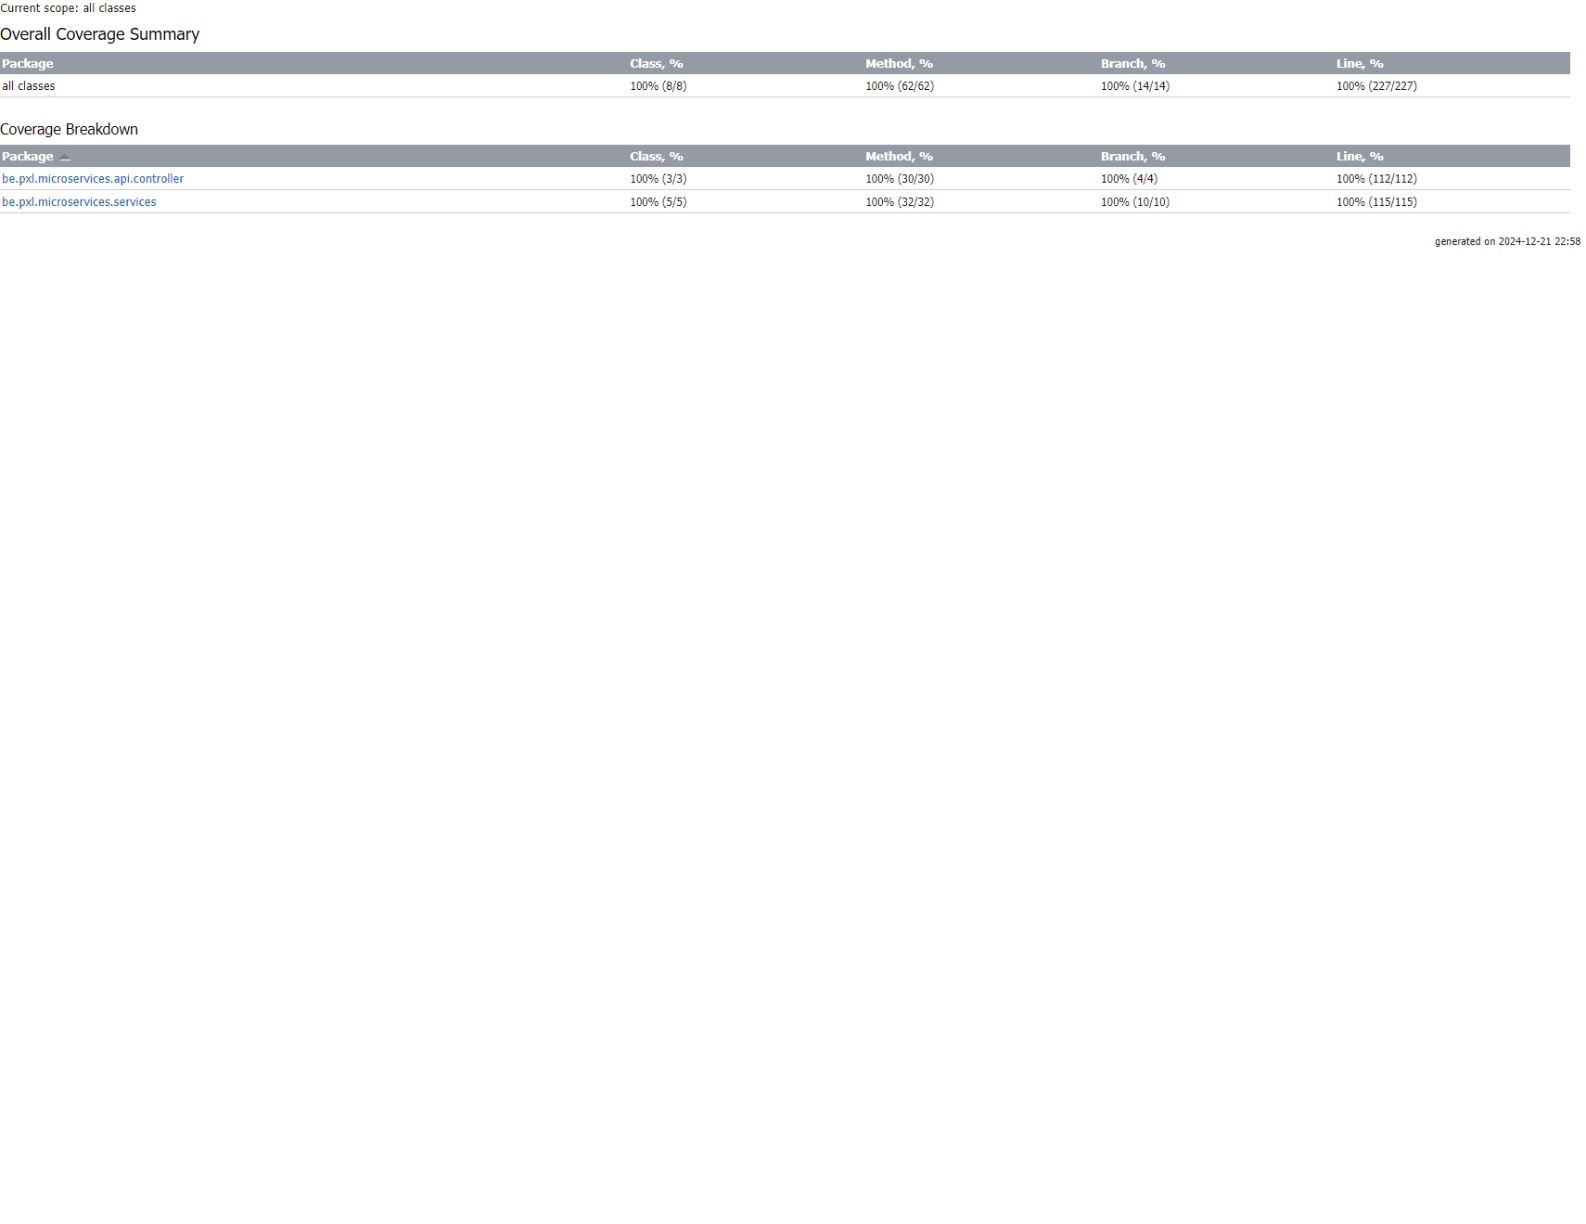 Current scope: all classes
Overall Coverage Summary
Package Class, % Method, % Branch, % Line, %
all classes 100% (8/8) 100% (62/62) 100% (14/14) 100% (227/227)
Coverage Breakdown
Package Class, % Method, % Branch, % Line, %
be.pxl.microservices.api.controller 100% (3/3) 100% (30/30) 100% (4/4) 100% (112/112)
be.pxl.microservices.services 100% (5/5) 100% (32/32) 100% (10/10) 100% (115/115)
generated on 2024-12-21 22:58